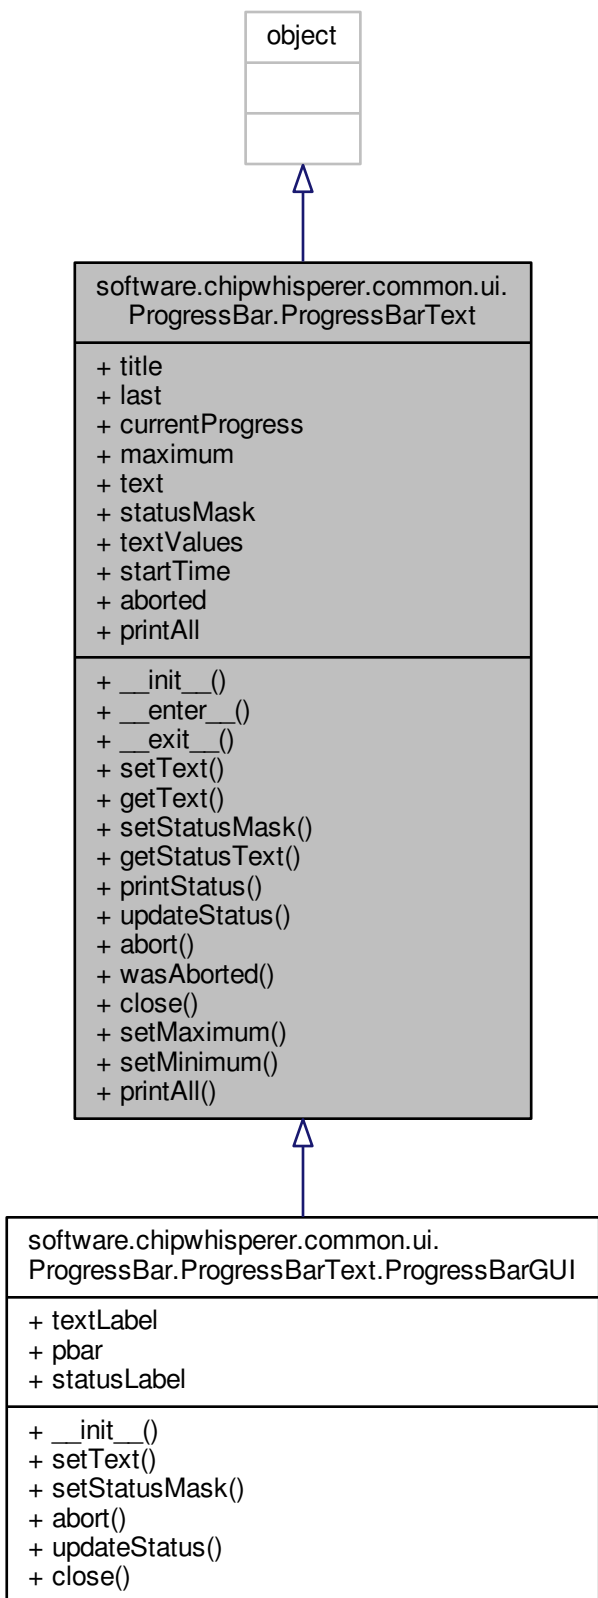 object
software.chipwhisperer.common.ui.
ProgressBar.ProgressBarText
+ title
+ last
+ currentProgress
+ maximum
+ text
+ statusMask
+ textValues
+ startTime
+ aborted
+ printAll
+ __init__()
+ __enter__()
+ __exit__()
+ setText()
+ getText()
+ setStatusMask()
+ getStatusText()
+ printStatus()
+ updateStatus()
+ abort()
+ wasAborted()
+ close()
+ setMaximum()
+ setMinimum()
+ printAll()
software.chipwhisperer.common.ui.
ProgressBar.ProgressBarText.ProgressBarGUI
+ textLabel
+ pbar
+ statusLabel
+ __init__()
+ setText()
+ setStatusMask()
+ abort()
+ updateStatus()
+ close()